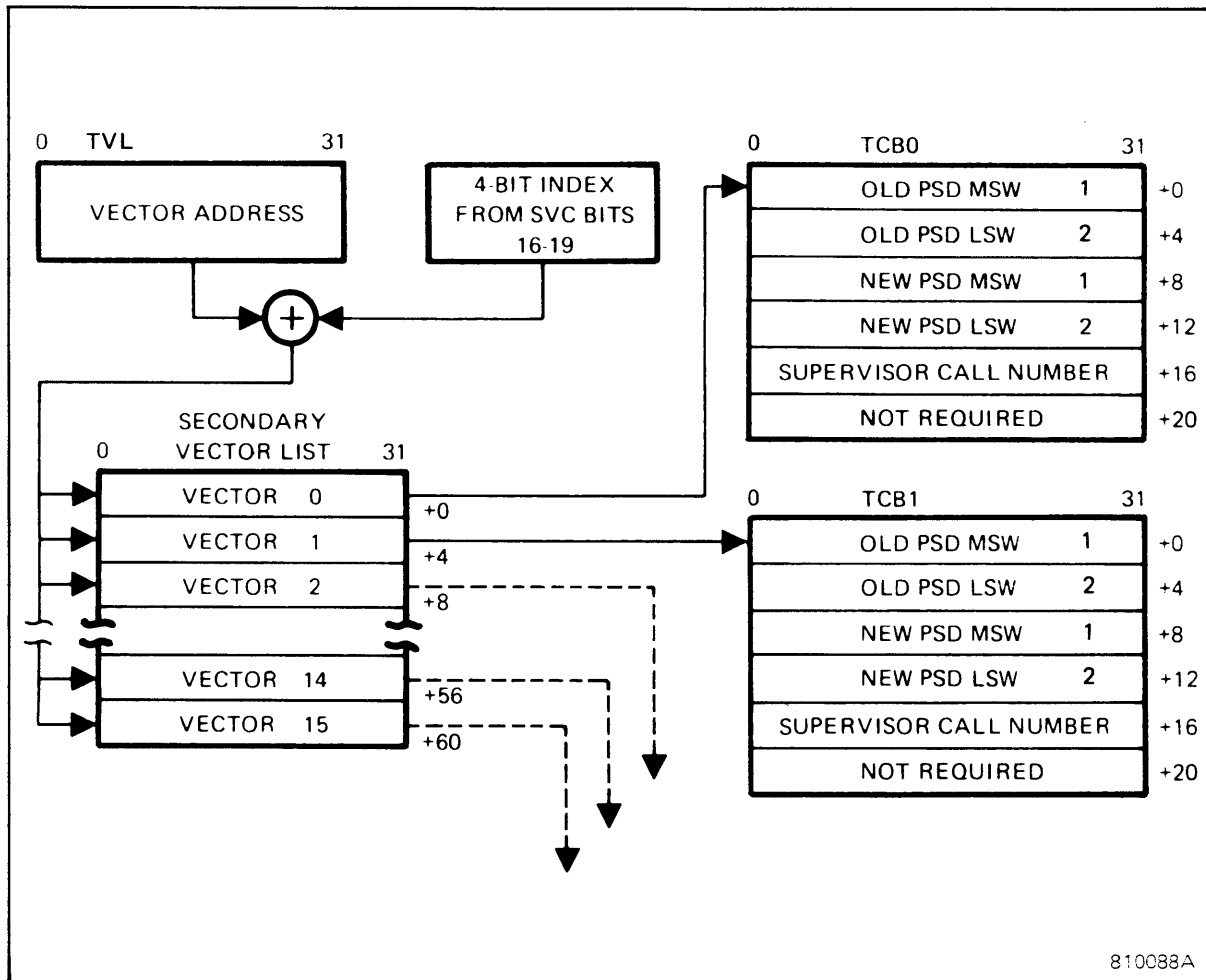 0 TVL 31
VECTOR ADDRESS
4-BIT INDEX
FROM SVC BITS
16-19
+
SECONDARY
VECTOR LIST
0 31
VECTOR 0 +0
VECTOR 1 +4
VECTOR 2 +8
VECTOR 14 +56
VECTOR 15 +60
0 TCB0 31
OLD PSD MSW 1 +0
OLD PSD LSW 2 +4
NEW PSD MSW 1 +8
NEW PSD LSW 2 +12
SUPERVISOR CALL NUMBER +16
NOT REQUIRED +20
0 TCB1 31
OLD PSD MSW 1 +0
OLD PSD LSW 2 +4
NEW PSD MSW 1 +8
NEW PSD LSW 2 +12
SUPERVISOR CALL NUMBER +16
NOT REQUIRED +20
810088A